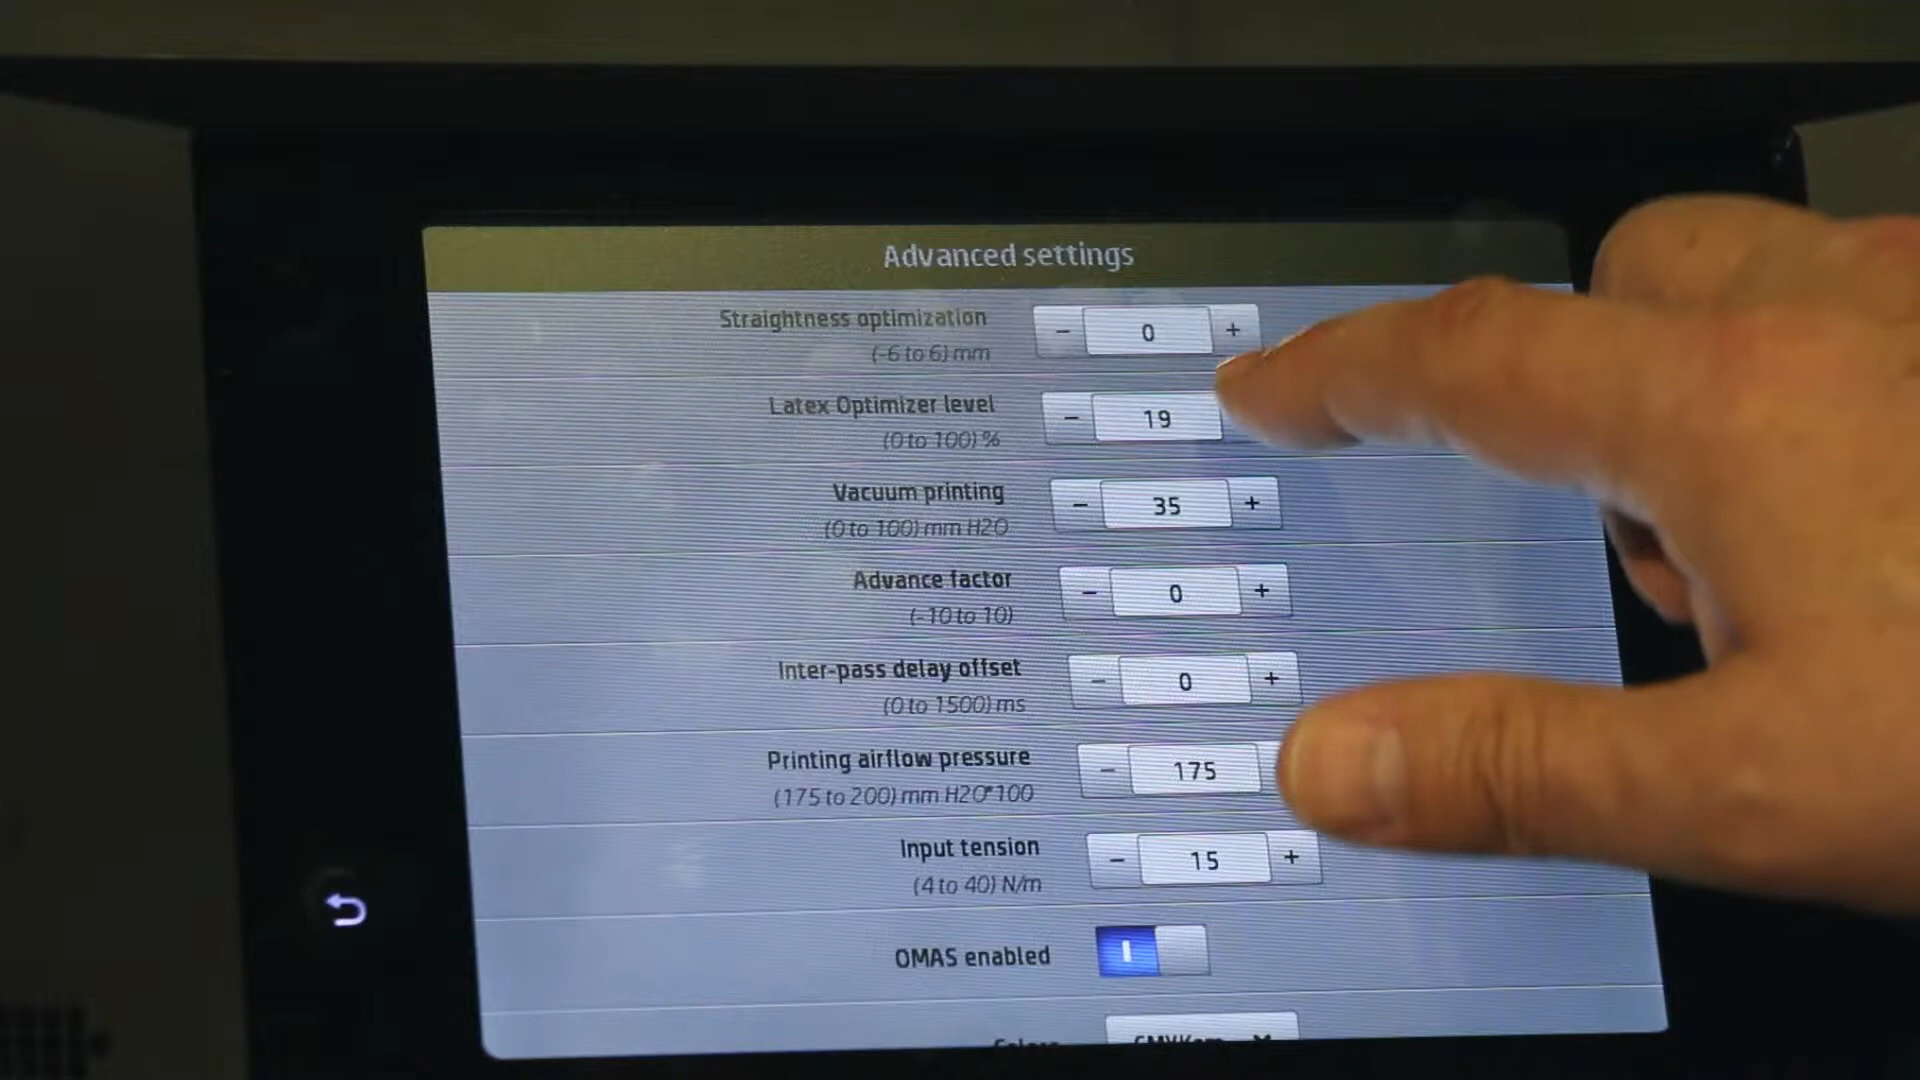 Advanced settings
Straightness optimization
(-6 to 6) mm
− 0 +
Latex Optimizer level
(0 to 100) %
− 19
Vacuum printing
(0 to 100) mm H2O
− 35 +
Advance factor
(-10 to 10)
− 0 +
Inter-pass delay offset
(0 to 1500) ms
− 0 +
Printing airflow pressure
(175 to 200) mm H2O*100
− 175
Input tension
(4 to 40) N/m
− 15 +
OMAS enabled
I